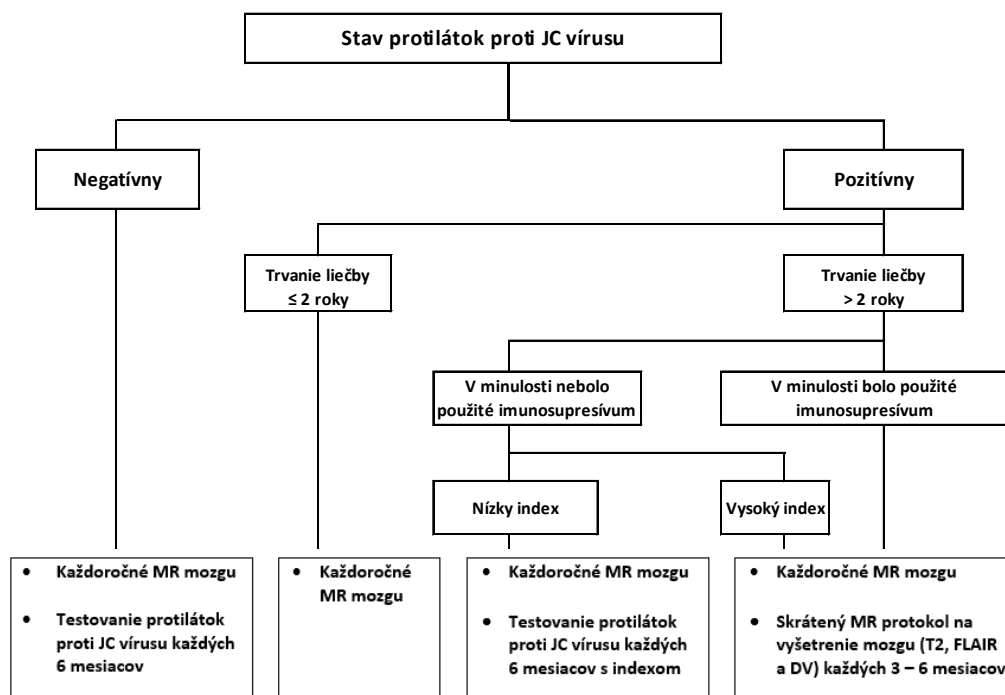 Stav protilátok proti JC vírusu
Negatívny
Pozitívny
Trvanie liečby
≤ 2 roky
Trvanie liečby
> 2 roky
V minulosti nebolo
použité imunosupresívum
V minulosti bolo použité
imunosupresívum
Nízky index
Vysoký index
• Každoročné MR mozgu
• Testovanie protilátok
proti JC vírusu každých
6 mesiacov
• Každoročné
MR mozgu
• Každoročné MR mozgu
• Testovanie protilátok
proti JC vírusu každých
6 mesiacov s indexom
• Každoročné MR mozgu
• Skrátený MR protokol na
vyšetrenie mozgu (T2, FLAIR
a DV) každých 3 – 6 mesiacov